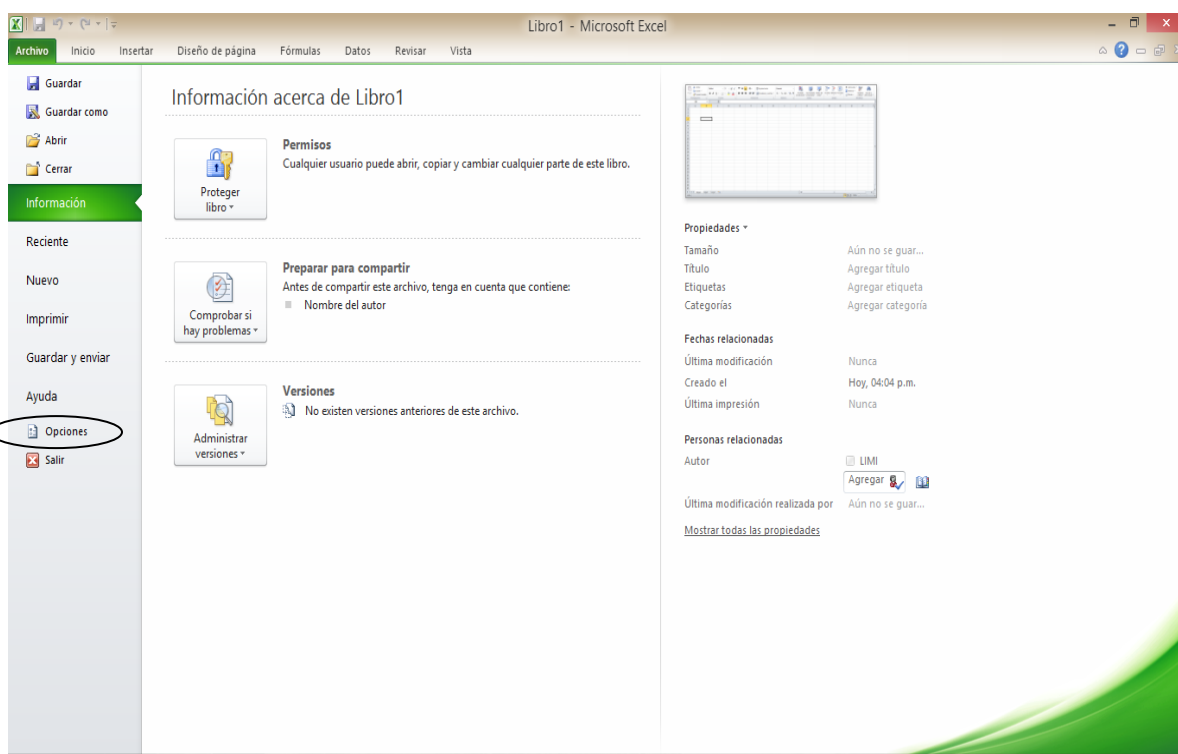 Libro1 - Microsoft Excel
Archivo Inicio Insertar Diseño de página Fórmulas Datos Revisar Vista
Guardar
Guardar como
Abrir
Cerrar
Información
Reciente
Nuevo
Imprimir
Guardar y enviar
Ayuda
Opciones
Salir
Información acerca de Libro1
Proteger
libro
Permisos
Cualquier usuario puede abrir, copiar y cambiar cualquier parte de este libro.
Comprobar si
hay problemas
Preparar para compartir
Antes de compartir este archivo, tenga en cuenta que contiene:
Nombre del autor
Administrar
versiones
Versiones
No existen versiones anteriores de este archivo.
Propiedades
Tamaño Aún no se guar...
Título Agregar título
Etiquetas Agregar etiqueta
Categorías Agregar categoría
Fechas relacionadas
Última modificación Nunca
Creado el Hoy, 04:04 p.m.
Última impresión Nunca
Personas relacionadas
Autor LIMI
Agregar
Última modificación realizada por Aún no se guar...
Mostrar todas las propiedades